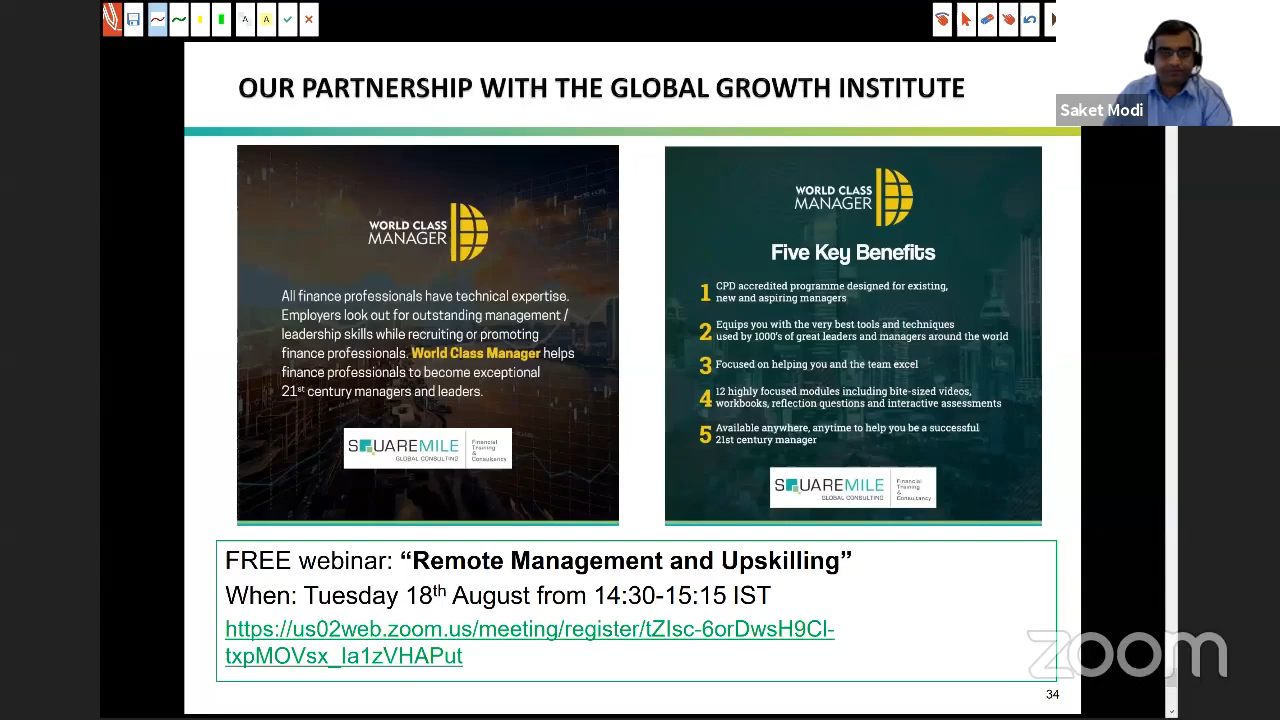 OUR PARTNERSHIP WITH THE GLOBAL GROWTH INSTITUTE
Saket Modi
WORLD CLASS
MANAGER
All finance professionals have technical expertise.
Employers look out for outstanding management /
leadership skills while recruiting or promoting
finance professionals. World Class Manager helps
finance professionals to become exceptional
21st century managers and leaders.
SQUAREMILE
GLOBAL CONSULTING
Financial
Training
&
Consultancy
WORLD CLASS
MANAGER
Five Key Benefits
1 CPD accredited programme designed for existing,
new and aspiring managers
2 Equips you with the very best tools and techniques
used by 1000's of great leaders and managers around the world
3 Focused on helping you and the team excel
4 12 highly focused modules including bite-sized videos,
workbooks, reflection questions and interactive assessments
5 Available anywhere, anytime to help you be a successful
21st century manager
SQUAREMILE
GLOBAL CONSULTING
Financial
Training
&
Consultancy
FREE webinar: “Remote Management and Upskilling”
When: Tuesday 18th August from 14:30-15:15 IST
https://us02web.zoom.us/meeting/register/tZIsc-6orDwsH9Cl-
txpMOVsx_la1zVHAPut
zoom
34